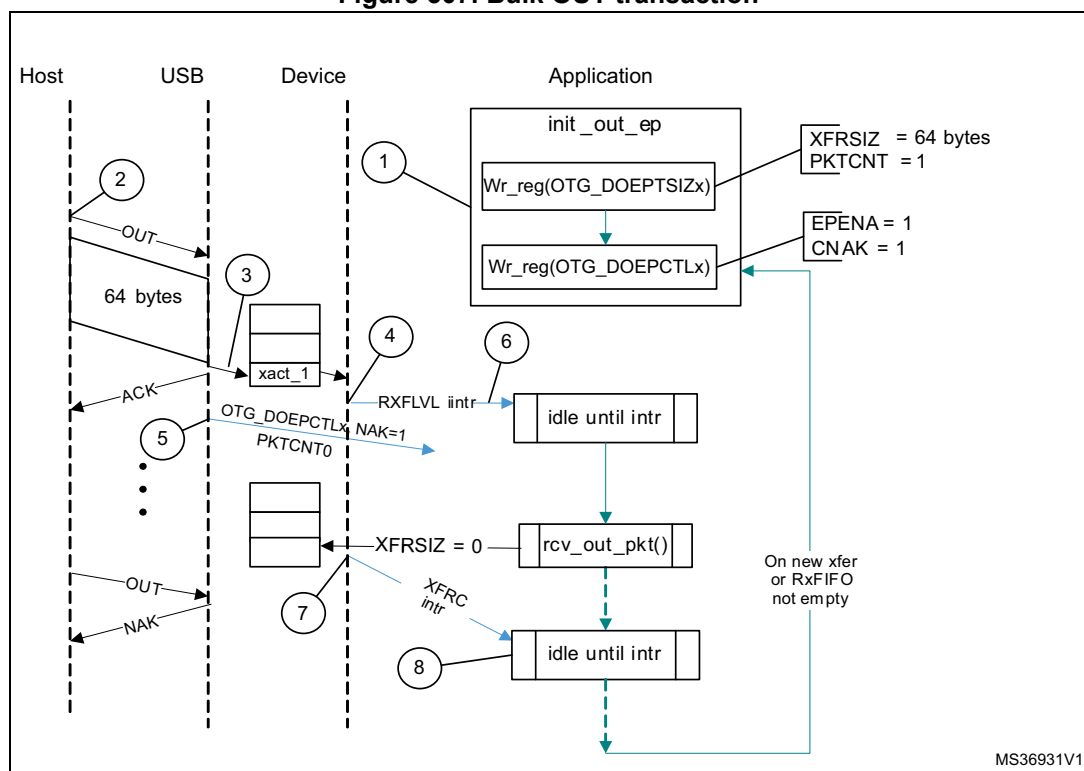 Figure 387. Bulk OUT transaction
Host
USB
Device
Application
init_out_ep
1
Wr_reg(OTG_DOEPTSIZx)
XFRSIZ = 64 bytes
PKTCNT = 1
Wr_reg(OTG_DOEPCTLx)
EPENA = 1
CNAK = 1
2
OUT
64 bytes
3
xact_1
ACK
4
RXFLVL iintr
6
idle until intr
5
OTG_DOEPCTLx, NAK=1
PKTCNT0
XFRSIZ = 0
rcv_out_pkt()
On new xfer
or RxFIFO
not empty
OUT
NAK
7
XFRC
intr
8
idle until intr
MS36931V1